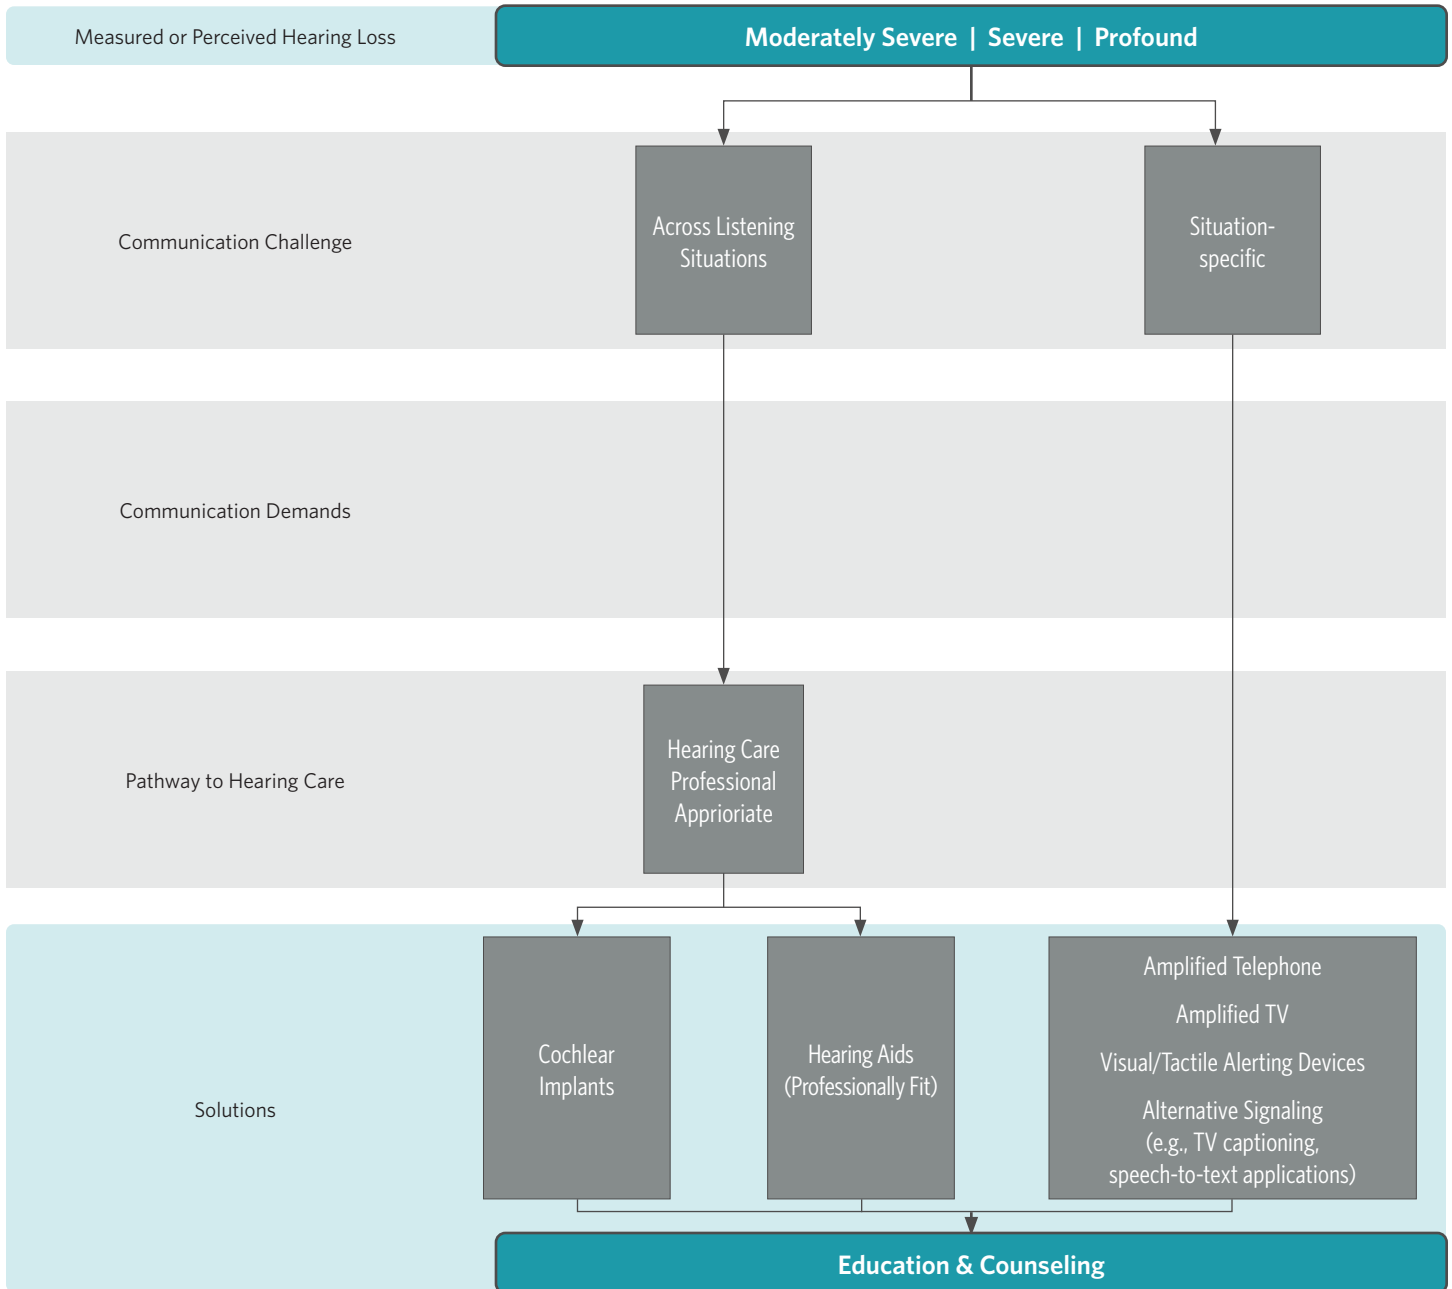 Measured or Perceived Hearing Loss
Moderately Severe | Severe | Profound
Communication Challenge
Across Listening
Situations
Situation-
specific
Communication Demands
Pathway to Hearing Care
Hearing Care
Professional
Apprioriate
Solutions
Cochlear
Implants
Hearing Aids
(Professionally Fit)
Amplified Telephone
Amplified TV
Visual/Tactile Alerting Devices
Alternative Signaling
(e.g., TV captioning,
speech-to-text applications)
Education & Counseling